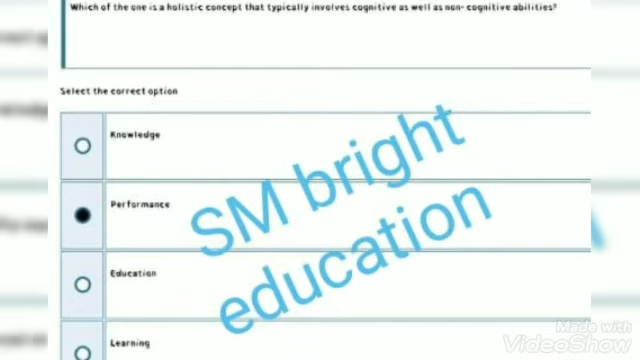 Which of the one is a holistic concept that typically involves cognitive as well as non- cognitive abilities?
Select the correct option
Knowledge
Performance
Education
Learning
SM bright
education
Made with
VideoShow